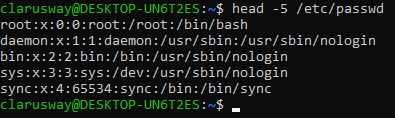 clarusway@DESKTOP-UN6T2ES:~$ head -5 /etc/passwd
root:x:0:0:root:/root:/bin/bash
daemon:x:1:1:daemon:/usr/sbin:/usr/sbin/nologin
bin:x:2:2:bin:/bin:/usr/sbin/nologin
sys:x:3:3:sys:/dev:/usr/sbin/nologin
sync:x:4:65534:sync:/bin:/bin/sync
clarusway@DESKTOP-UN6T2ES:~$